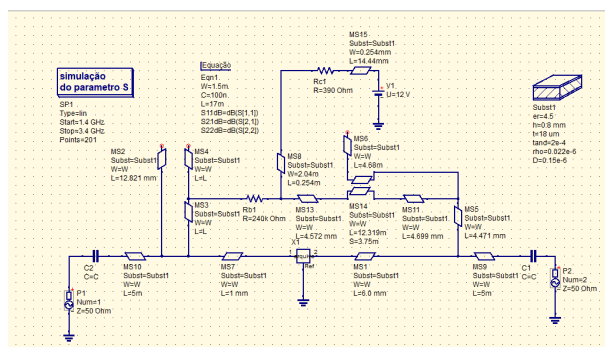 MS15
Subst=Subst1
W=0.254mm
L=14.44mm
Equação
Eqn1
W=1.5m
C=100n
L=17m
S11dB=dB(S[1,1])
S21dB=dB(S[2,1])
S22dB=dB(S[2,2])
simulação
do parametro S
SP1
Type=lin
Start=1.4 GHz
Stop=3.4 GHz
Points=201
Rc1
R=390 Ohm
V1
U=12 V
Subst1
er=4.5
h=0.8 mm
t=18 um
tand=2e-4
rho=0.022e-6
D=0.15e-6
MS2
Subst=Subst1
W=W
L=12.821 mm
MS4
Subst=Subst1
W=W
L=L
MS8
Subst=Subst1
W=2.04m
L=0.254m
MS6
Subst=Subst1
W=W
L=4.68m
MS3
Subst=Subst1
W=W
L=L
Rb1
R=240k Ohm
MS13
Subst=Subst1
W=W
L=4.572 mm
MS14
Subst=Subst1
W=W
L=12.319m
S=3.75m
MS11
Subst=Subst1
W=W
L=4.699 mm
MS5
Subst=Subst1
W=W
L=4.471 mm
X1
1
2
Ref
C2
C=C
MS10
Subst=Subst1
W=W
L=5m
MS7
Subst=Subst1
W=W
L=1 mm
MS1
Subst=Subst1
W=W
L=6.0 mm
MS9
Subst=Subst1
W=W
L=5m
C1
C=C
P1
Num=1
Z=50 Ohm
P2
Num=2
Z=50 Ohm